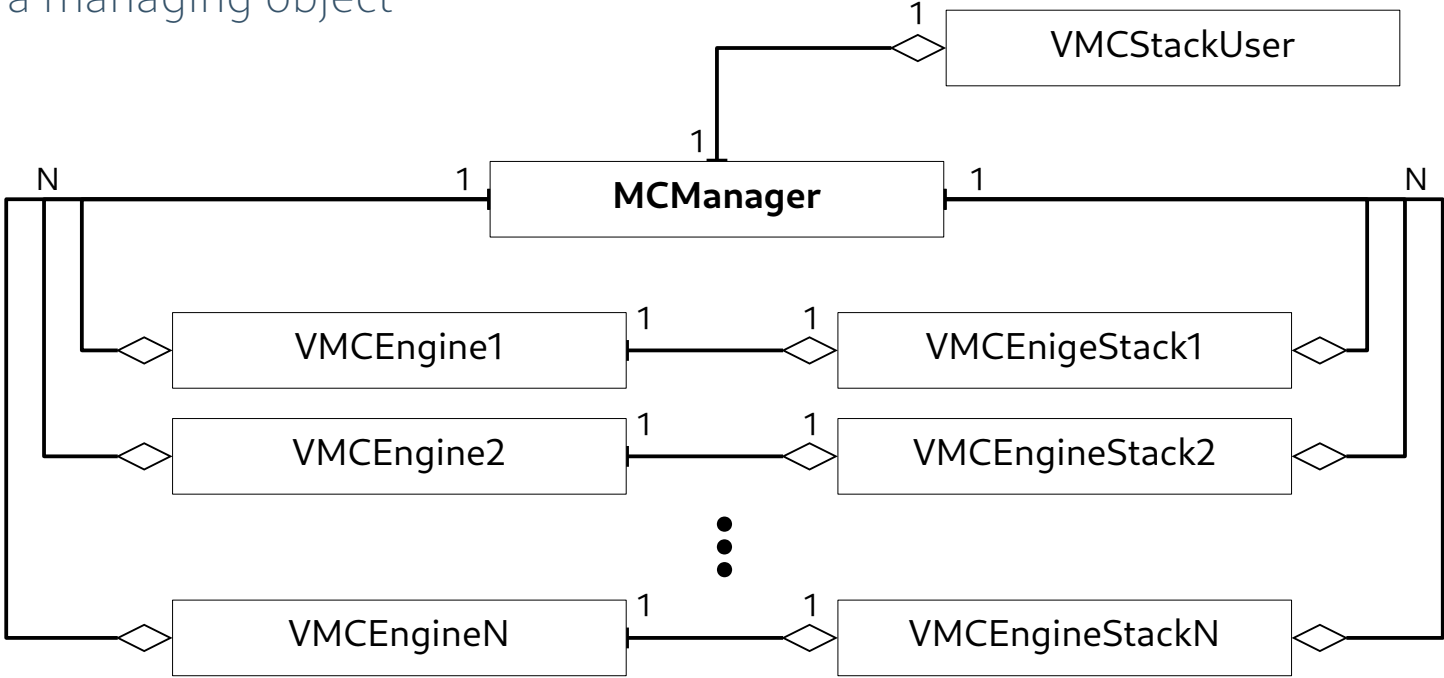 a managing object
1
VMCStackUser
1
N 1 MCManager 1 N
VMCEngine1 1 1 VMCEnigeStack1
VMCEngine2 1 1 VMCEngineStack2
VMCEngineN 1 1 VMCEngineStackN